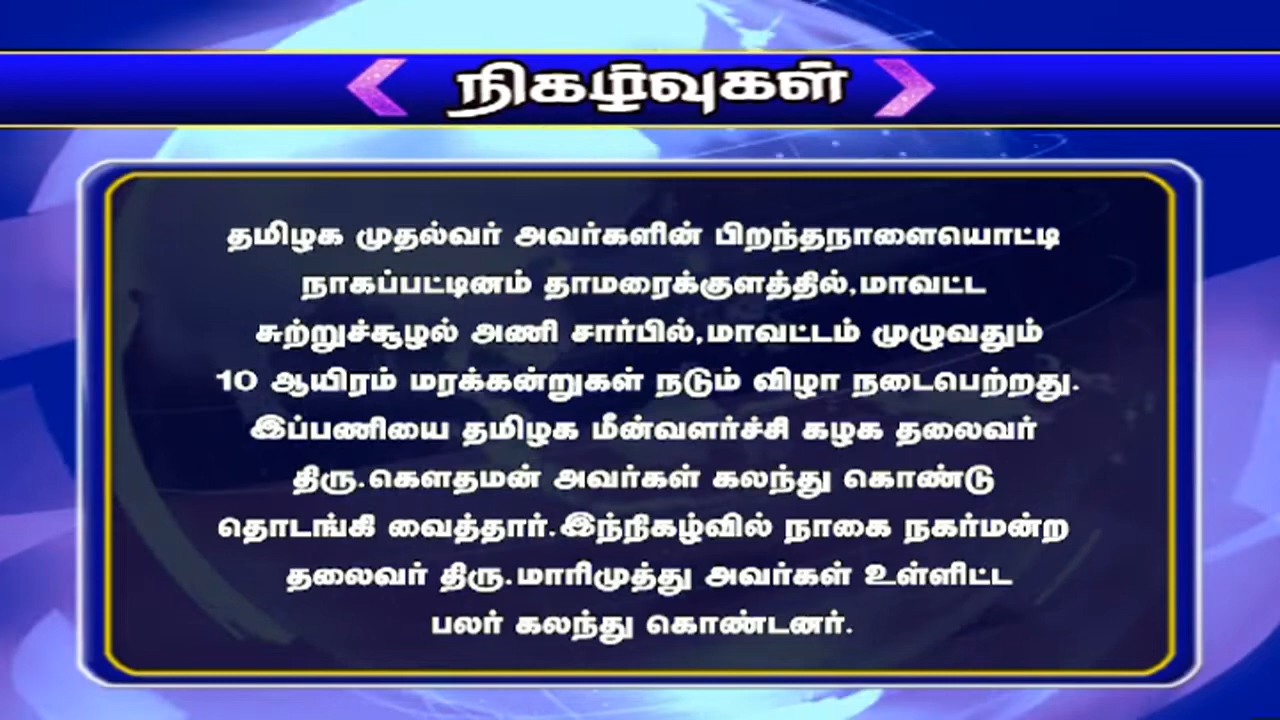 நிகழ்வுகள்
தமிழக முதல்வர் அவர்களின் பிறந்தநாளையொட்டி
நாகப்பட்டினம் தாமரைக்குளத்தில்,மாவட்ட
சுற்றுச்சூழல் அணி சார்பில்,மாவட்டம் முழுவதும்
10 ஆயிரம் மரக்கன்றுகள் நடும் விழா நடைபெற்றது.
இப்பணியை தமிழக மீன்வளர்ச்சி கழக தலைவர்
திரு.கௌதமன் அவர்கள் கலந்து கொண்டு
தொடங்கி வைத்தார்.இந்நிகழ்வில் நாகை நகர்மன்ற
தலைவர் திரு.மாரிமுத்து அவர்கள் உள்ளிட்ட
பலர் கலந்து கொண்டனர்.